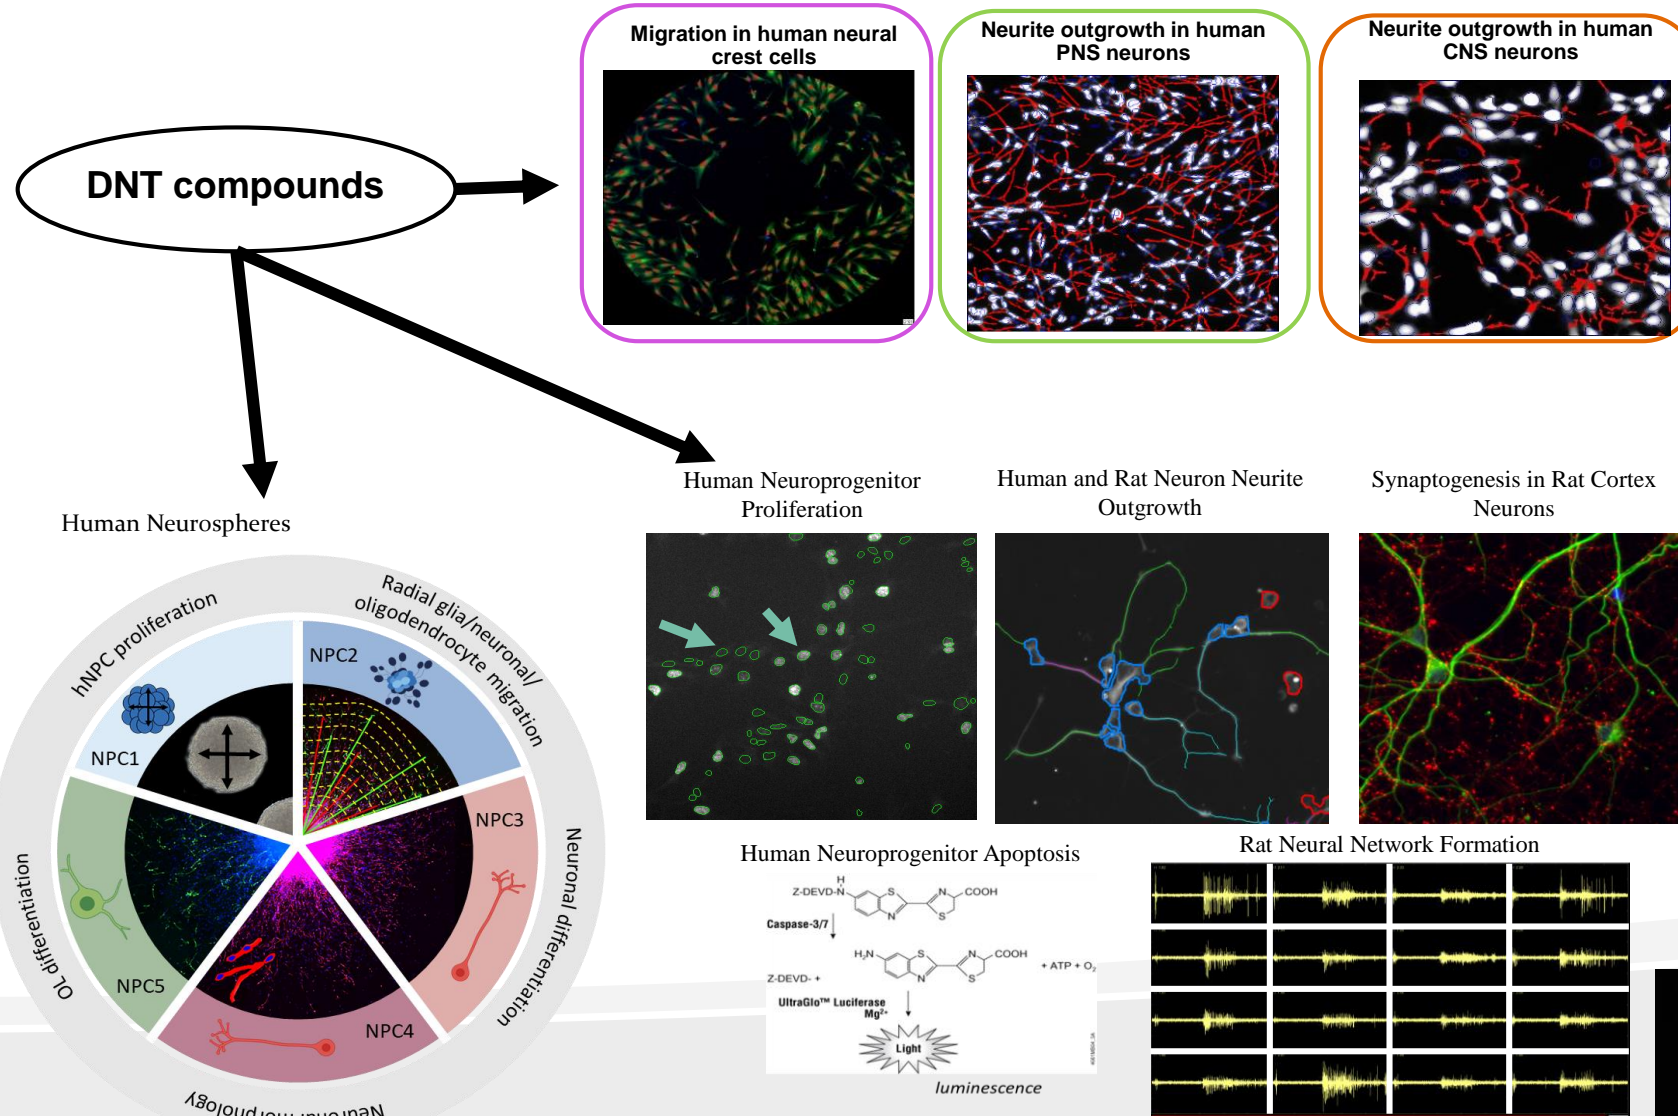 Migration in human neural
crest cells
Neurite outgrowth in human
PNS neurons
Neurite outgrowth in human
CNS neurons
DNT compounds
Human Neurospheres
hNPC proliferation
Radial glia/neuronal/
oligodendrocyte migration
Neuronal differentiation
Neuronal morphology
OL differentiation
NPC1
NPC2
NPC3
NPC4
NPC5
Human Neuroprogenitor
Proliferation
Human and Rat Neuron Neurite
Outgrowth
Synaptogenesis in Rat Cortex
Neurons
Human Neuroprogenitor Apoptosis
Z-DEVD-N
H
S
N
N
S
COOH
Caspase-3/7
H₂N
S
N
N
S
COOH
+ ATP + O₂
Z-DEVD- +
UltraGlo™ Luciferase
Mg²⁺
Light
luminescence
Rat Neural Network Formation